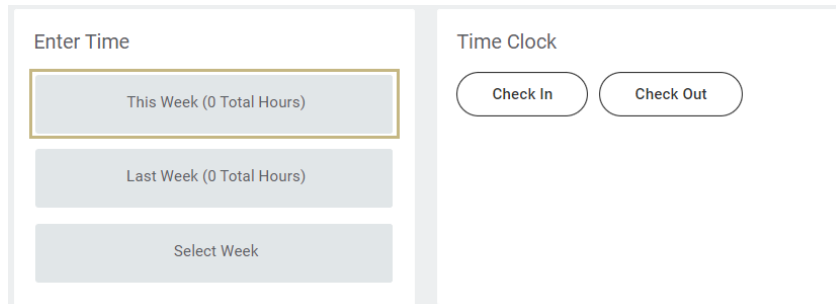 Enter Time
This Week (0 Total Hours)
Last Week (0 Total Hours)
Select Week
Time Clock
Check In
Check Out